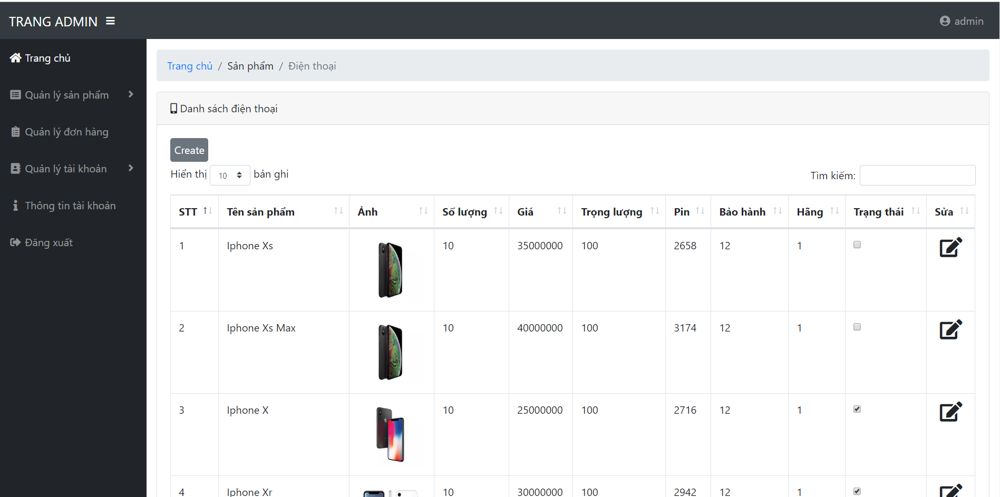 TRANG ADMIN
admin
Trang chủ
Quản lý sản phẩm
Quản lý đơn hàng
Quản lý tài khoản
Thông tin tài khoản
Đăng xuất
Trang chủ / Sản phẩm / Điện thoại
Danh sách điện thoại
Create
Hiển thị 10 bản ghi
Tìm kiếm:
STT Tên sản phẩm Ảnh Số lượng Giá Trọng lượng Pin Bảo hành Hãng Trạng thái Sửa
1 Iphone Xs 10 35000000 100 2658 12 1
2 Iphone Xs Max 10 40000000 100 3174 12 1
3 Iphone X 10 25000000 100 2716 12 1
4 Iphone Xr 10 30000000 100 2942 12 1